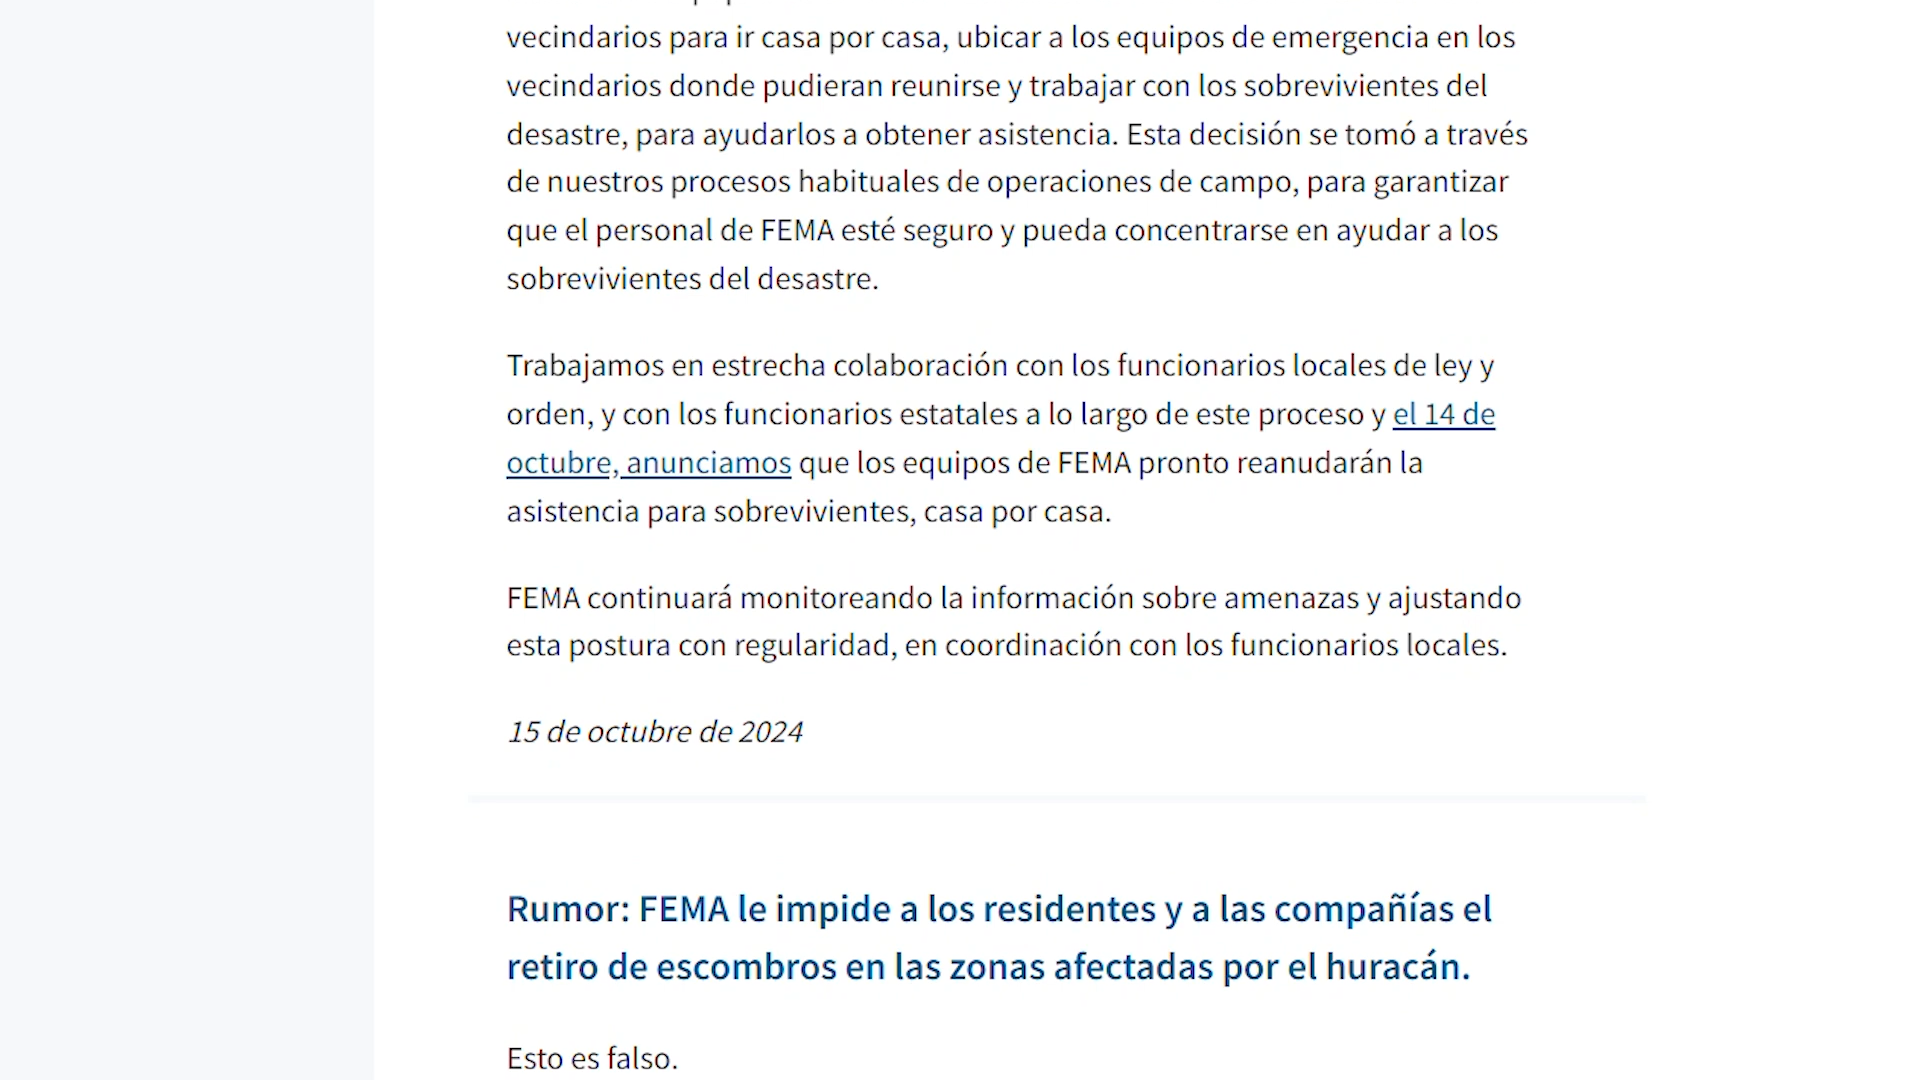 vecindarios para ir casa por casa, ubicar a los equipos de emergencia en los
vecindarios donde pudieran reunirse y trabajar con los sobrevivientes del
desastre, para ayudarlos a obtener asistencia. Esta decisión se tomó a través
de nuestros procesos habituales de operaciones de campo, para garantizar
que el personal de FEMA esté seguro y pueda concentrarse en ayudar a los
sobrevivientes del desastre.
Trabajamos en estrecha colaboración con los funcionarios locales de ley y
orden, y con los funcionarios estatales a lo largo de este proceso y el 14 de
octubre, anunciamos que los equipos de FEMA pronto reanudarán la
asistencia para sobrevivientes, casa por casa.
FEMA continuará monitoreando la información sobre amenazas y ajustando
esta postura con regularidad, en coordinación con los funcionarios locales.
15 de octubre de 2024
Rumor: FEMA le impide a los residentes y a las compañías el
retiro de escombros en las zonas afectadas por el huracán.
Esto es falso.